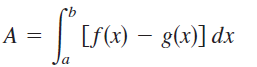 A = ∫_a^b [f(x) − g(x)] dx